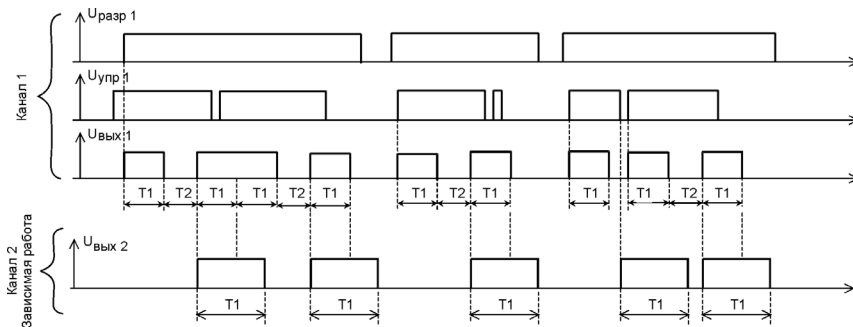 Канал 1
Uразр 1
Uупр 1
Uвых 1
T1 T2 T1 T1 T2 T1 T1 T2 T1 T1 T1 T2 T1
Канал 2
Зависимая работа
Uвых 2
T1 T1 T1 T1 T1